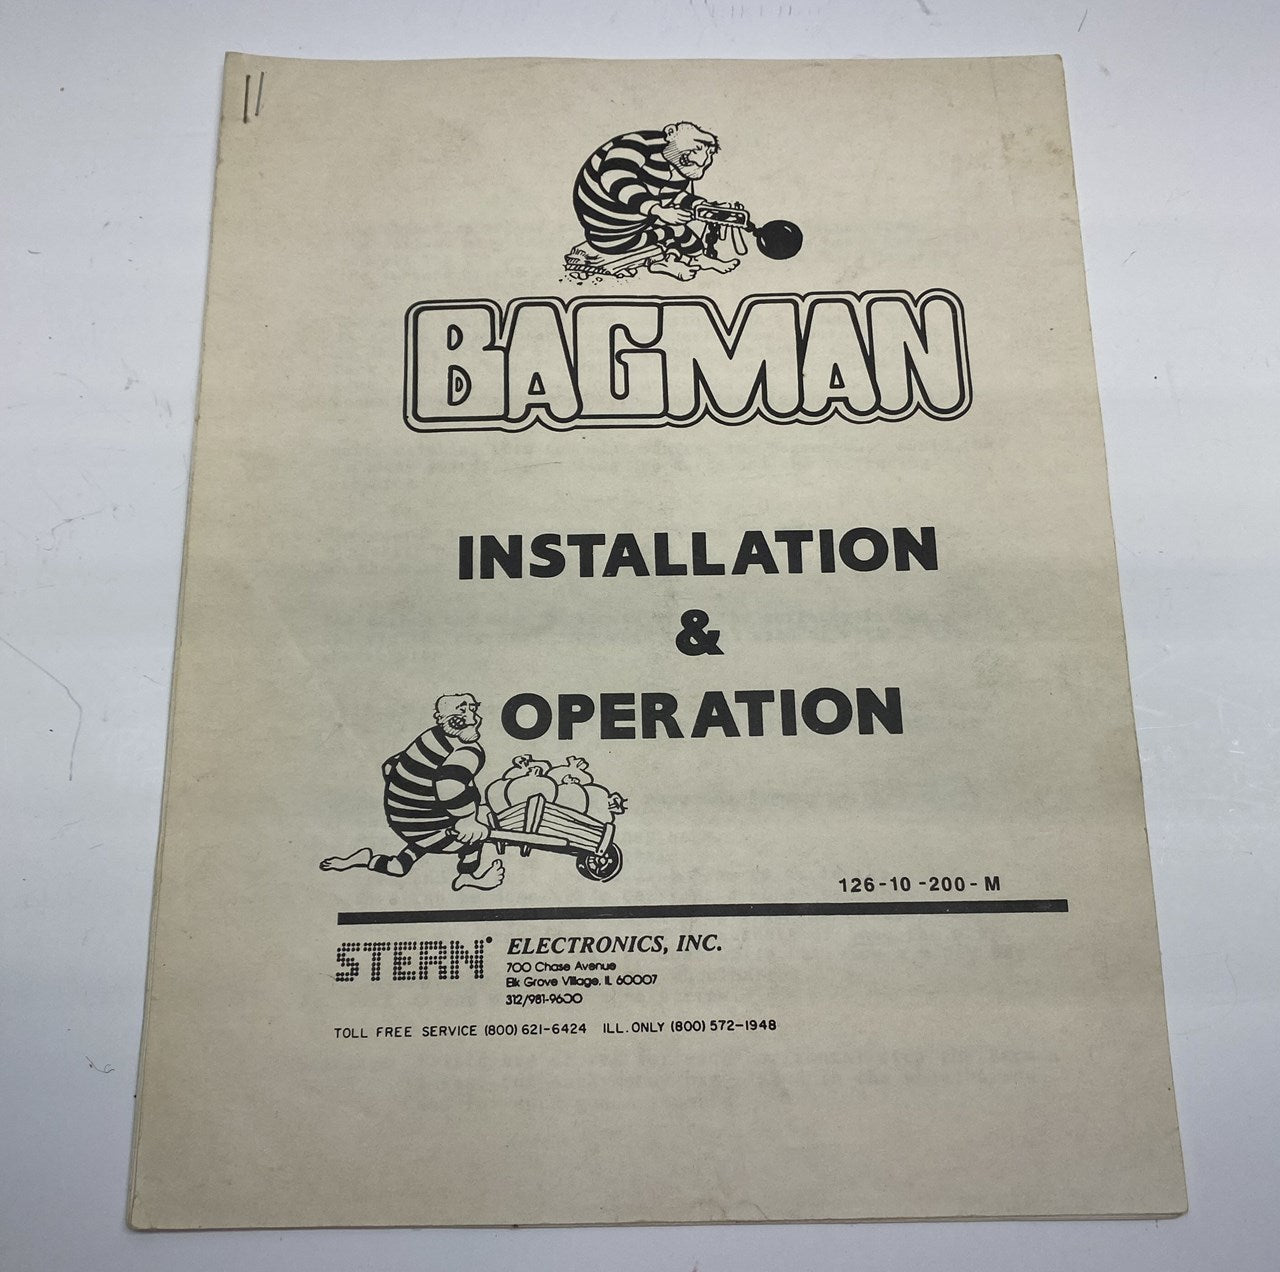 BAGMAN
INSTALLATION
&
OPERATION
126-10-200-M
STERN ELECTRONICS, INC.
700 Chase Avenue
Elk Grove Village, IL 60007
312/981-9600
TOLL FREE SERVICE (800) 621-6424 ILL. ONLY (800) 572-1948